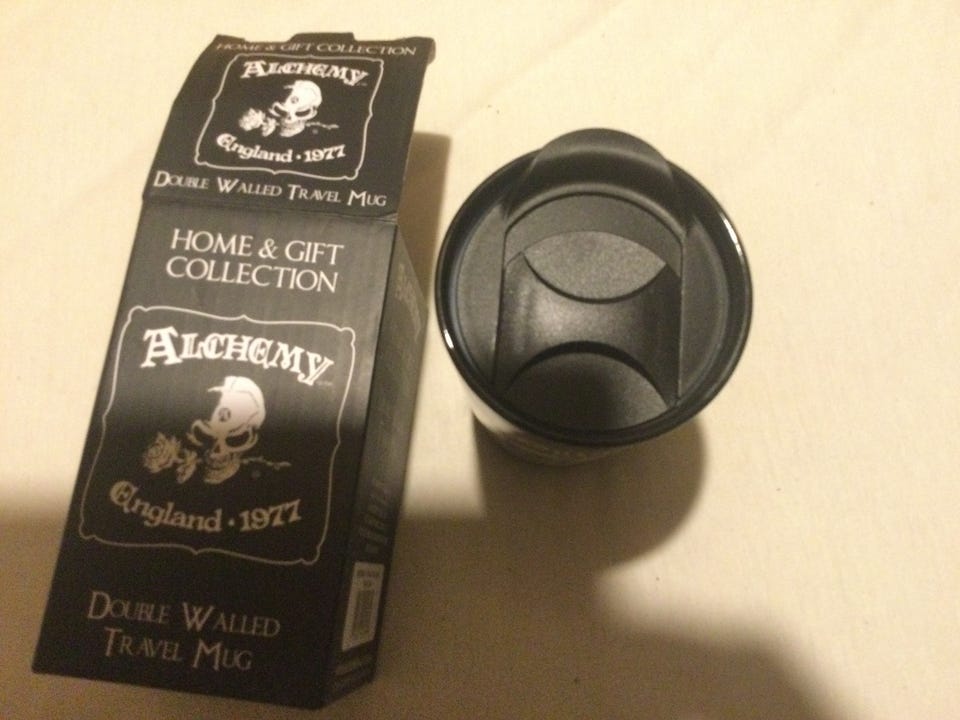 HOME & GIFT COLLECTION
ALCHEMY
England · 1977
DOUBLE WALLED TRAVEL MUG
HOME & GIFT
COLLECTION
ALCHEMY
England · 1977
DOUBLE WALLED
TRAVEL MUG